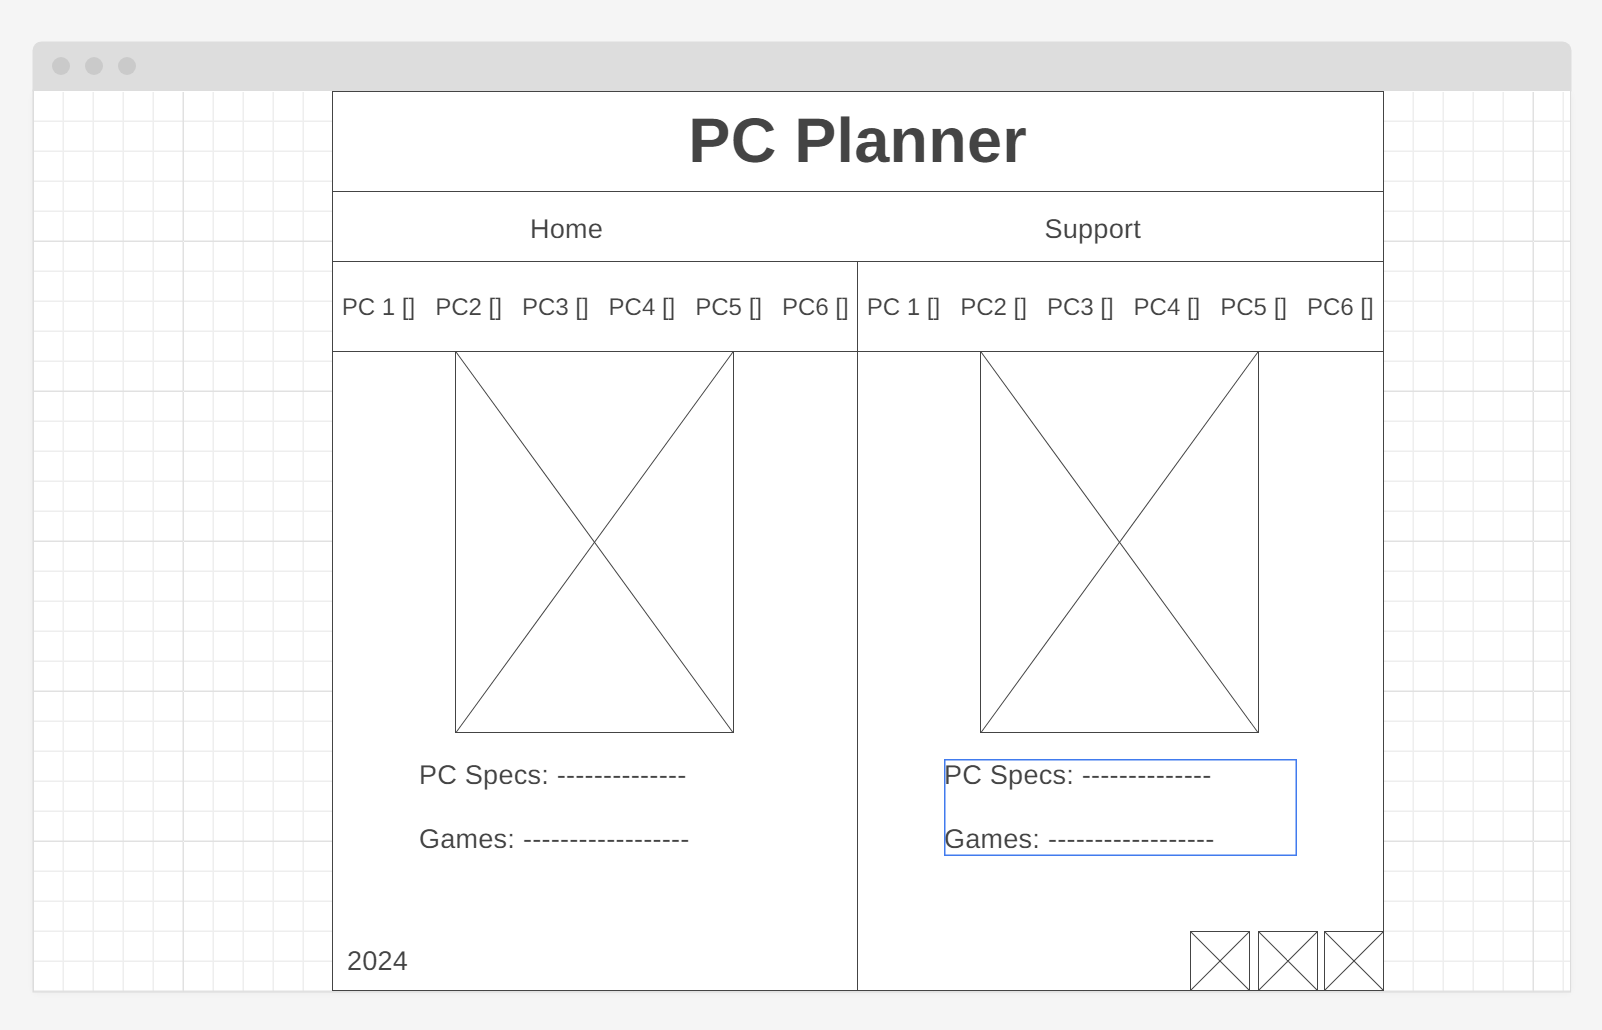 PC Planner
Home Support
PC 1 [] PC2 [] PC3 [] PC4 [] PC5 [] PC6 [] PC 1 [] PC2 [] PC3 [] PC4 [] PC5 [] PC6 []
PC Specs: --------------
Games: ------------------
PC Specs: --------------
Games: ------------------
2024